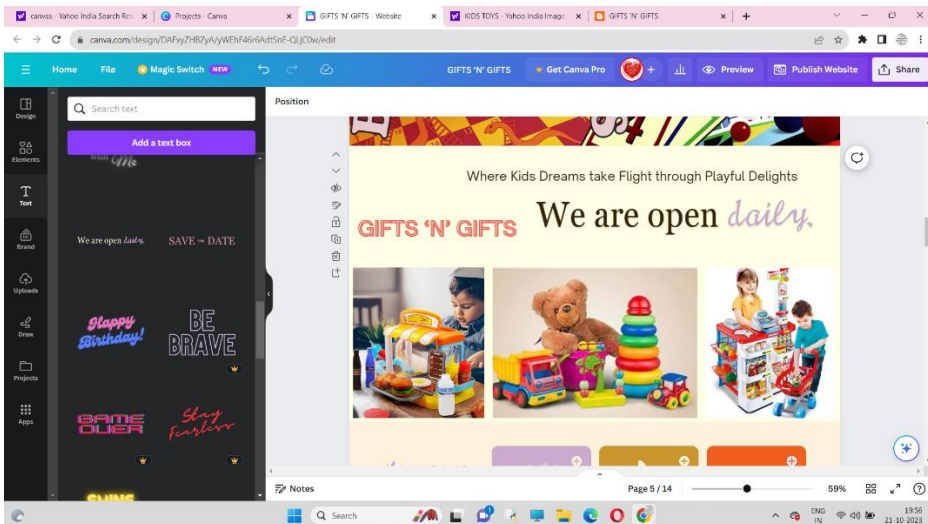 canvas - Yahoo India Search Res
Projects - Canva
GIFTS 'N' GIFTS - Website
KIDS TOYS - Yahoo India Image
GIFTS 'N' GIFTS
canva.com/design/DAFxyZHBZyA/yWEhF46r6AdtSnE-QLjC0w/edit
Home File Magic Switch NEW GIFTS 'N' GIFTS Get Canva Pro Preview Publish Website Share
Design
Elements
Text
Brand
Uploads
Draw
Projects
Apps
Search text
Add a text box
with Me
We are open daily.
SAVE THE DATE
Happy
Birthday!
BE
BRAVE
GAME
OVER
Stay
Fearless
SHINE
Position
Where Kids Dreams take Flight through Playful Delights
GIFTS 'N' GIFTS
We are open daily.
Notes
Page 5 / 14
59%
Search
ENG
IN
19:56
21-10-2023